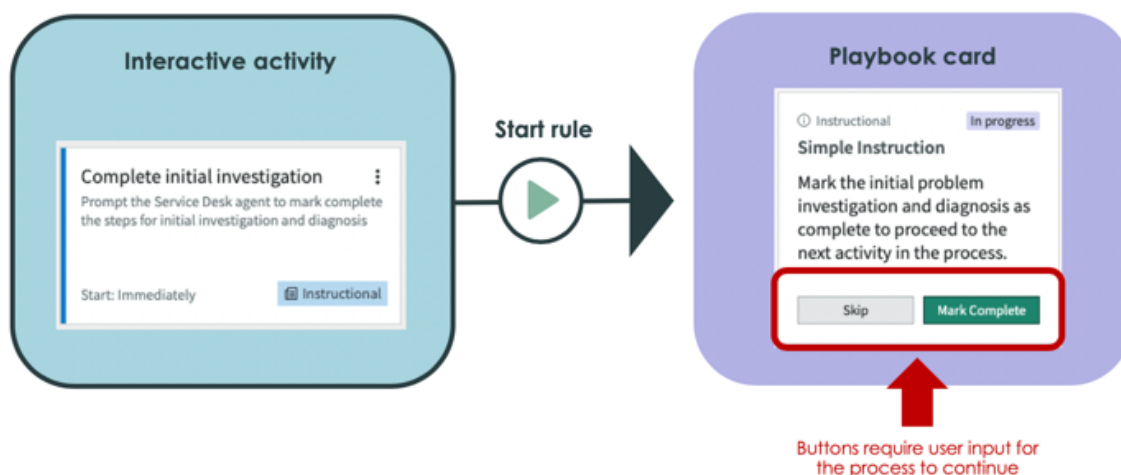 Interactive activity
Complete initial investigation
Prompt the Service Desk agent to mark complete
the steps for initial investigation and diagnosis
Start: Immediately
Instructional
Start rule
Playbook card
Instructional
In progress
Simple Instruction
Mark the initial problem
investigation and diagnosis as
complete to proceed to the
next activity in the process.
Skip
Mark Complete
Buttons require user input for
the process to continue